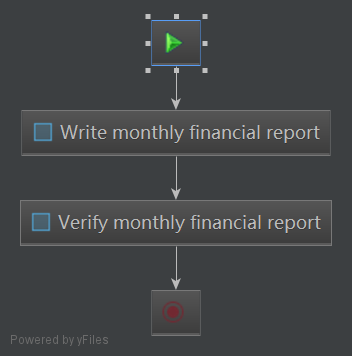 Write monthly financial report
Verify monthly financial report
Powered by yFiles